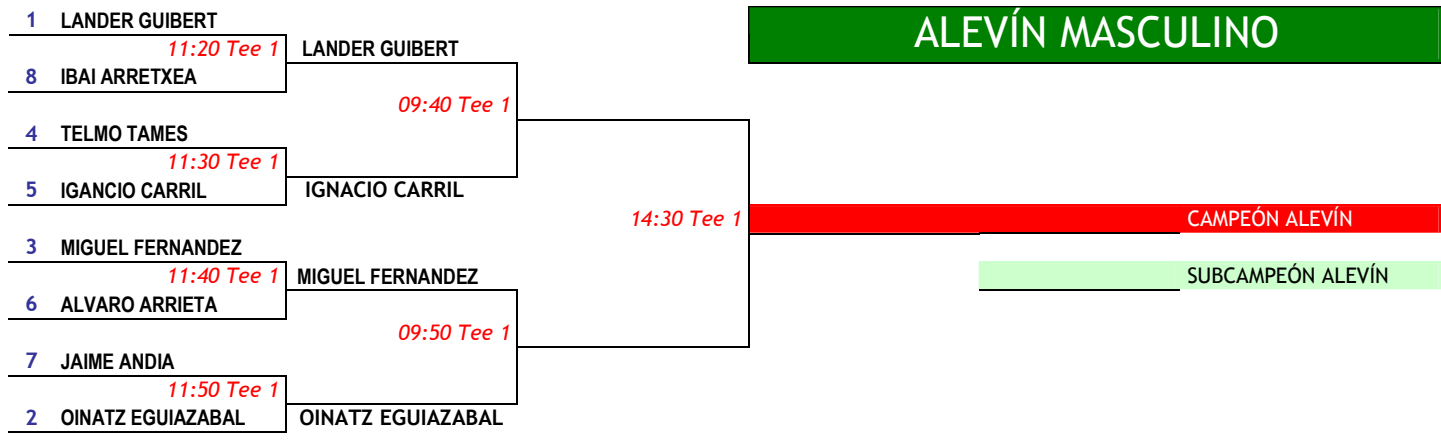 1 LANDER GUIBERT
ALEVÍN MASCULINO
11:20 Tee 1 LANDER GUIBERT
8 IBAI ARRETXEA
09:40 Tee 1
4 TELMO TAMES
11:30 Tee 1
5 IGANCIO CARRIL IGNACIO CARRIL
14:30 Tee 1 CAMPEÓN ALEVÍN
3 MIGUEL FERNANDEZ
11:40 Tee 1 MIGUEL FERNANDEZ SUBCAMPEÓN ALEVÍN
6 ALVARO ARRIETA
09:50 Tee 1
7 JAIME ANDIA
11:50 Tee 1
2 OINATZ EGUIAZABAL OINATZ EGUIAZABAL